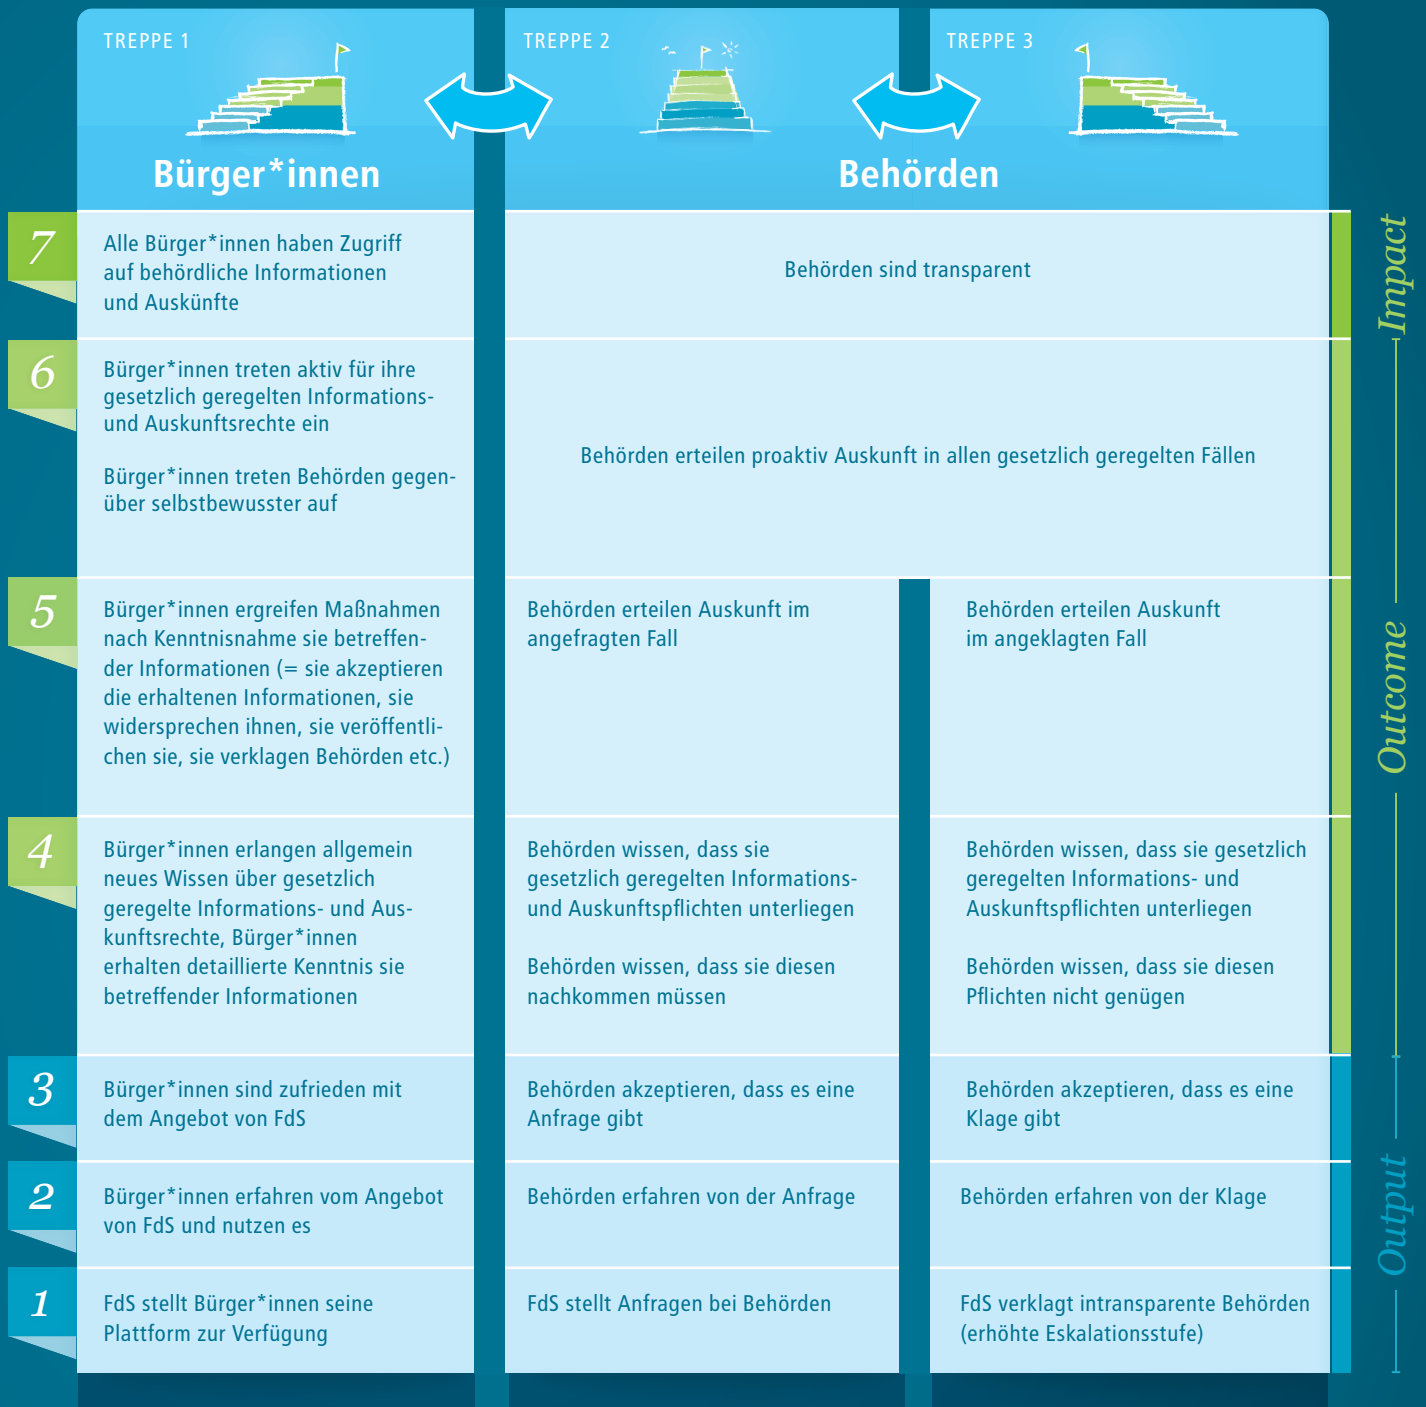 TREPPE 1
TREPPE 2
TREPPE 3
Bürger*innen
Behörden
7
Alle Bürger*innen haben Zugriff
auf behördliche Informationen
und Auskünfte
Behörden sind transparent
Impact
6
Bürger*innen treten aktiv für ihre
gesetzlich geregelten Informations-
und Auskunftsrechte ein
Bürger*innen treten Behörden gegen-
über selbstbewusster auf
Behörden erteilen proaktiv Auskunft in allen gesetzlich geregelten Fällen
5
Bürger*innen ergreifen Maßnahmen
nach Kenntnisnahme sie betreffen-
der Informationen (= sie akzeptieren
die erhaltenen Informationen, sie
widersprechen ihnen, sie veröffentli-
chen sie, sie verklagen Behörden etc.)
Behörden erteilen Auskunft im
angefragten Fall
Behörden erteilen Auskunft
im angeklagten Fall
Outcome
4
Bürger*innen erlangen allgemein
neues Wissen über gesetzlich
geregelte Informations- und Aus-
kunftsrechte, Bürger*innen
erhalten detaillierte Kenntnis sie
betreffender Informationen
Behörden wissen, dass sie
gesetzlich geregelten Informations-
und Auskunftspflichten unterliegen
Behörden wissen, dass sie diesen
nachkommen müssen
Behörden wissen, dass sie gesetzlich
geregelten Informations- und
Auskunftspflichten unterliegen
Behörden wissen, dass sie diesen
Pflichten nicht genügen
3
Bürger*innen sind zufrieden mit
dem Angebot von FdS
Behörden akzeptieren, dass es eine
Anfrage gibt
Behörden akzeptieren, dass es eine
Klage gibt
2
Bürger*innen erfahren vom Angebot
von FdS und nutzen es
Behörden erfahren von der Anfrage
Behörden erfahren von der Klage
Output
1
FdS stellt Bürger*innen seine
Plattform zur Verfügung
FdS stellt Anfragen bei Behörden
FdS verklagt intransparente Behörden
(erhöhte Eskalationsstufe)